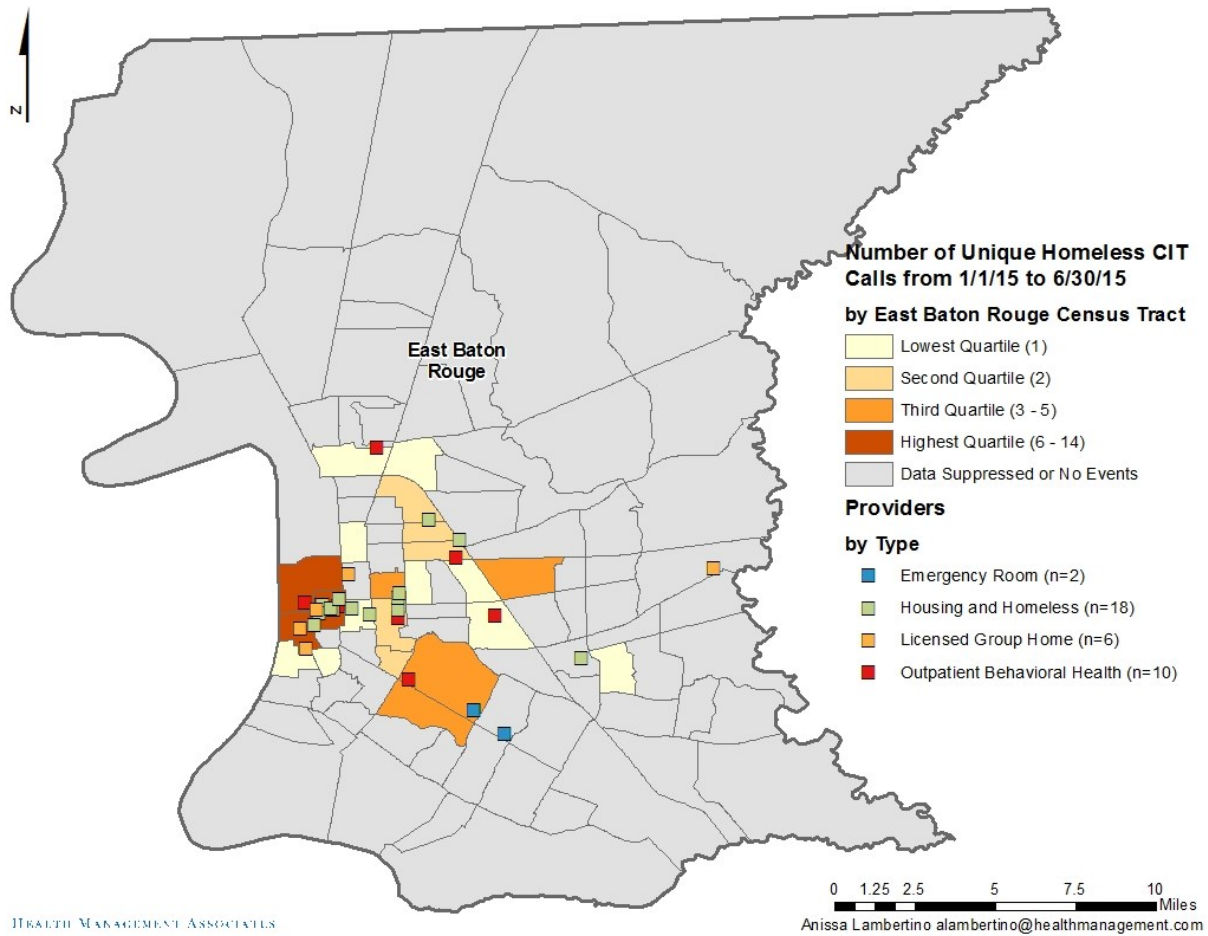 N
Number of Unique Homeless CIT
Calls from 1/1/15 to 6/30/15
by East Baton Rouge Census Tract
Lowest Quartile (1)
Second Quartile (2)
Third Quartile (3 - 5)
Highest Quartile (6 - 14)
Data Suppressed or No Events
Providers
by Type
Emergency Room (n=2)
Housing and Homeless (n=18)
Licensed Group Home (n=6)
Outpatient Behavioral Health (n=10)
East Baton
Rouge
0 1.25 2.5 5 7.5 10
Miles
HEALTH MANAGEMENT ASSOCIATES
Anissa Lambertino alambertino@healthmanagement.com